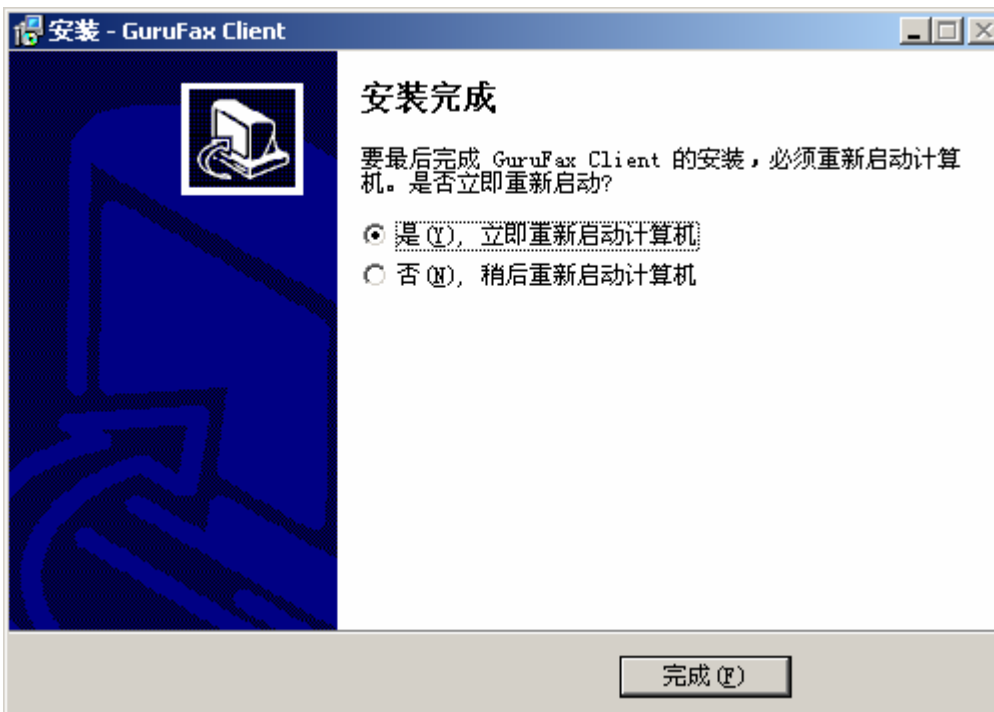 安装 - GuruFax Client
安装完成
要最后完成 GuruFax Client 的安装，必须重新启动计算
机。是否立即重新启动?
是(Y), 立即重新启动计算机
否(N), 稍后重新启动计算机
完成(F)